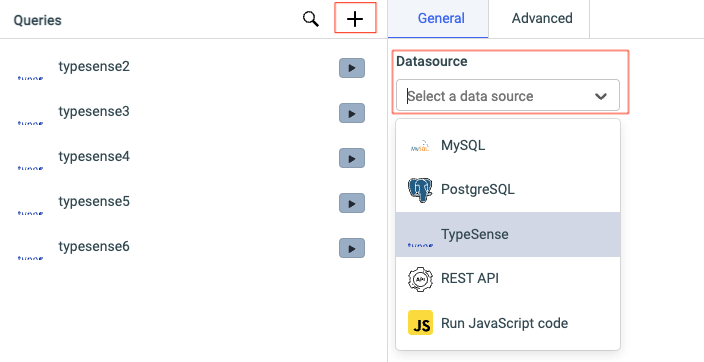 Queries
General
Advanced
typesense2
typesense3
typesense4
typesense5
typesense6
Datasource
Select a data source
MySQL
PostgreSQL
TypeSense
REST API
JS Run JavaScript code